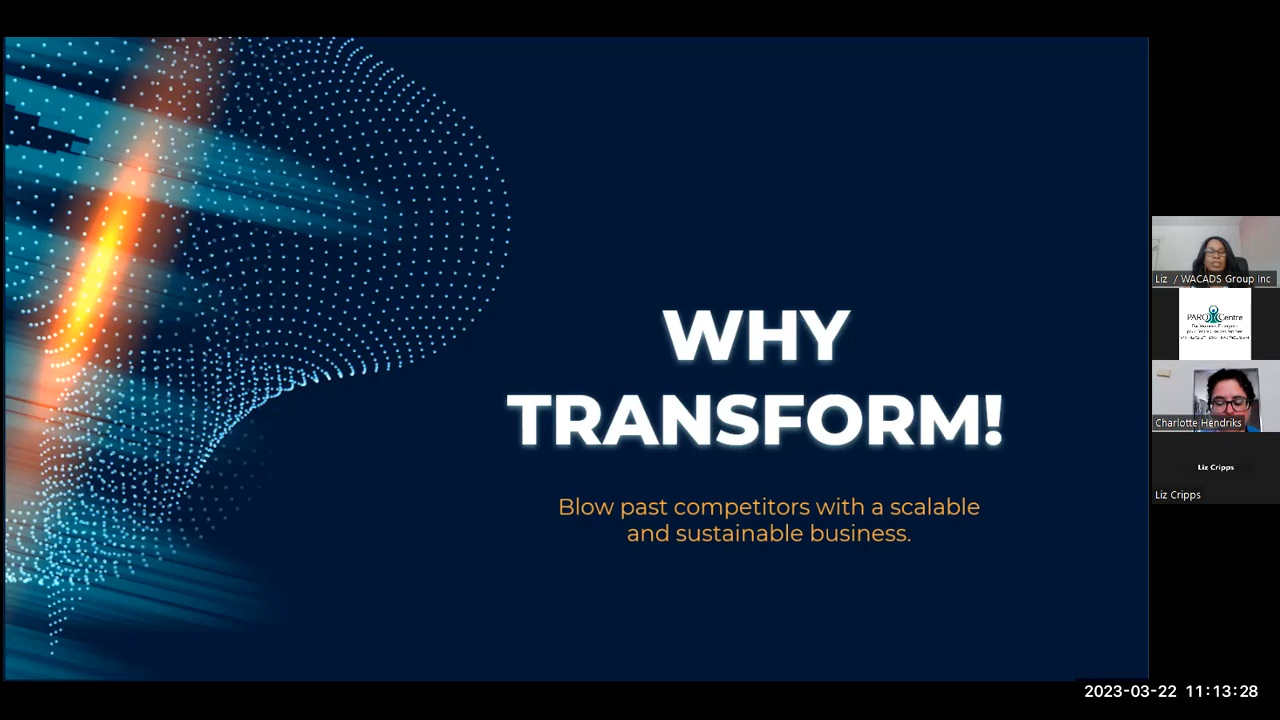 WHY
TRANSFORM!
Blow past competitors with a scalable
and sustainable business.
Liz / WACADS Group Inc
PARO Centre
Charlotte Hendriks
Liz Cripps
Liz Cripps
2023-03-22 11:13:28